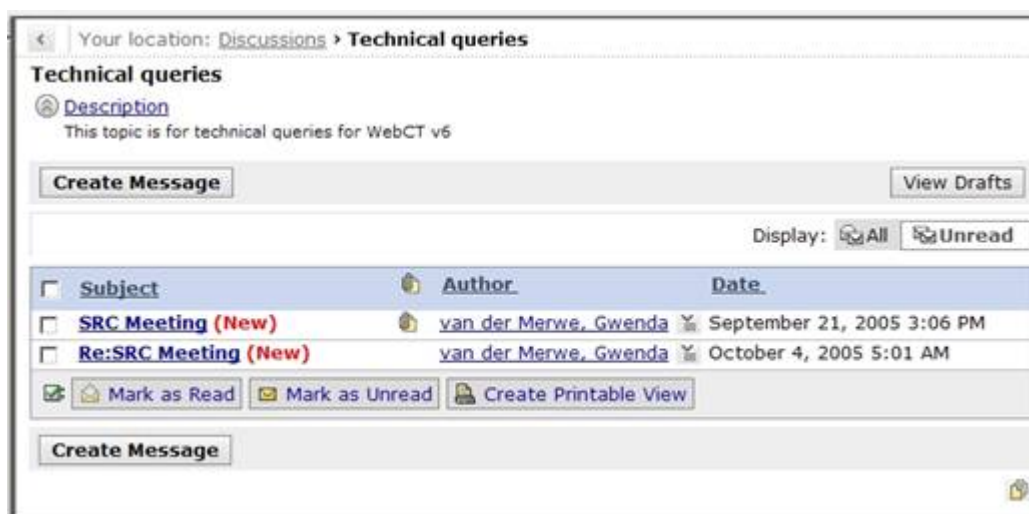 Your location: Discussions › Technical queries
Technical queries
Description
This topic is for technical queries for WebCT v6
Create Message View Drafts
Display: All Unread
Subject Author Date
SRC Meeting (New) van der Merwe, Gwenda September 21, 2005 3:06 PM
Re:SRC Meeting (New) van der Merwe, Gwenda October 4, 2005 5:01 AM
Mark as Read Mark as Unread Create Printable View
Create Message